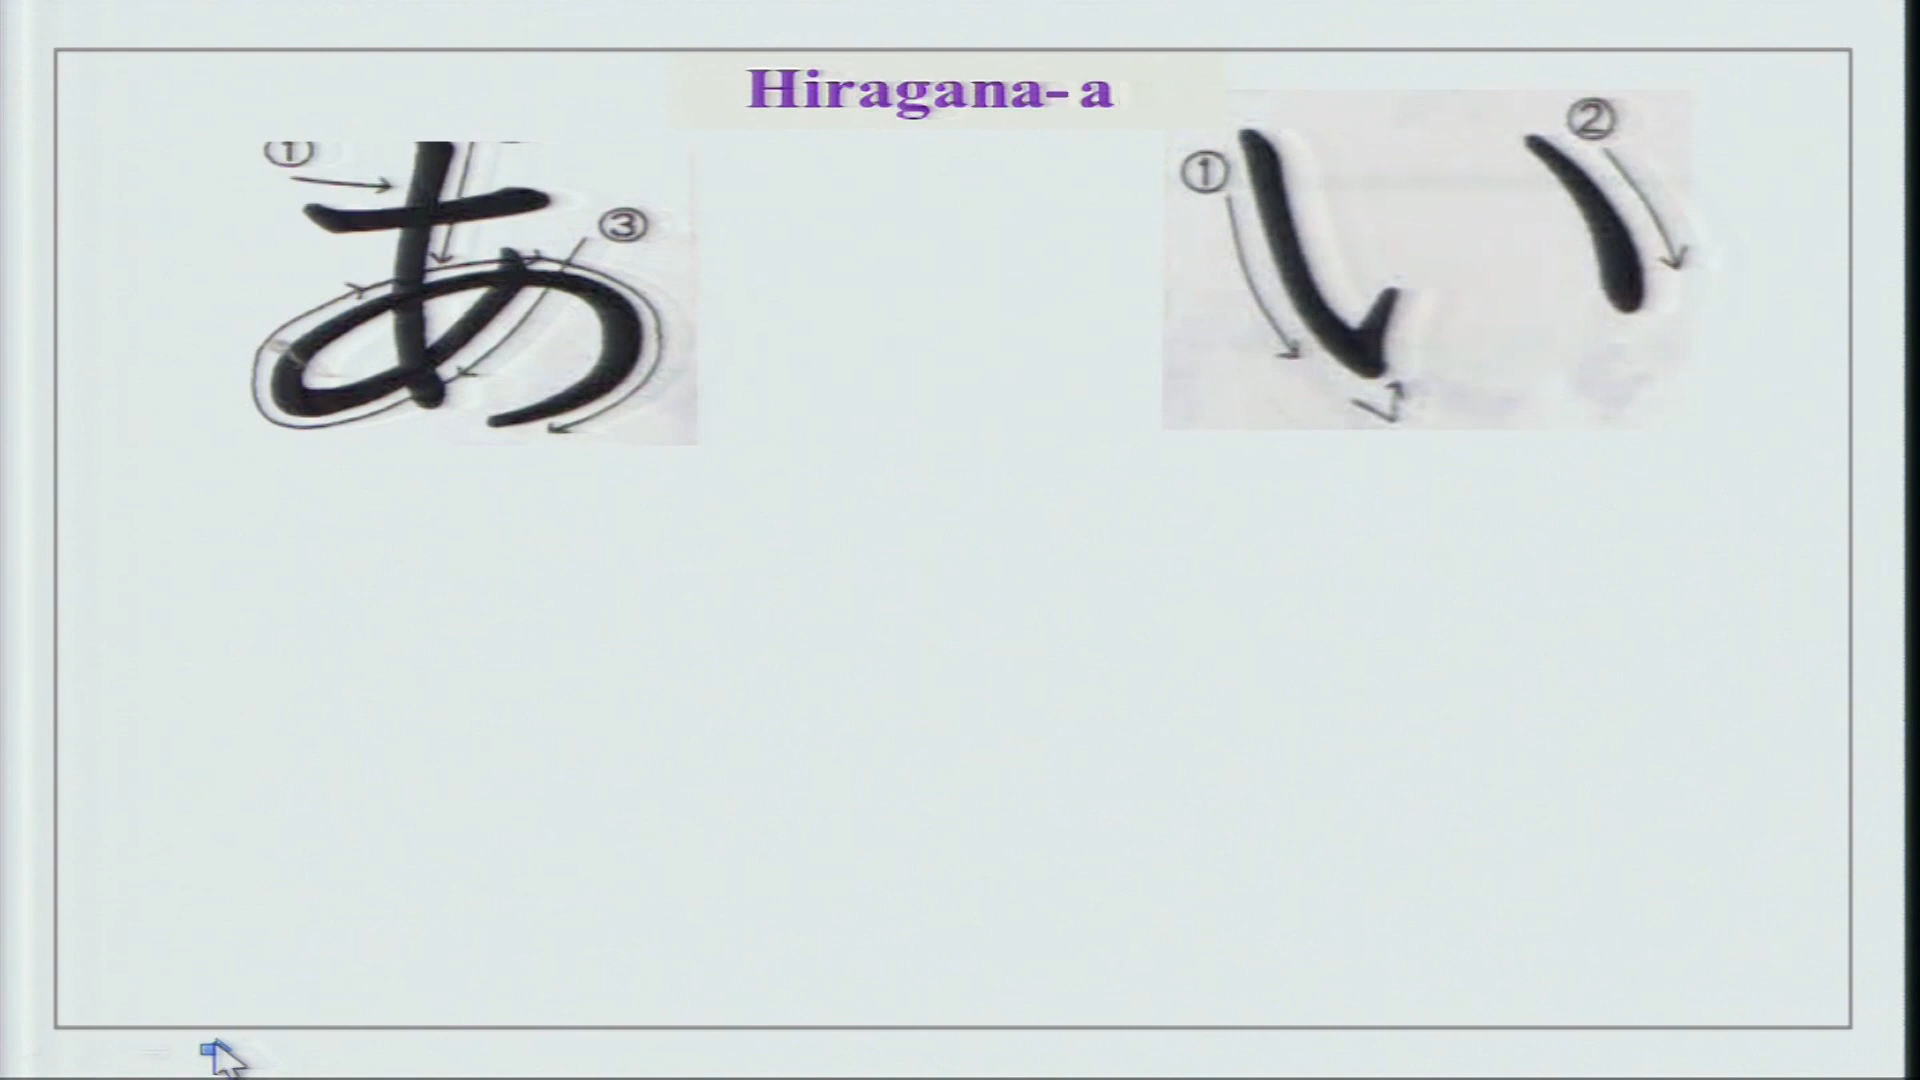 Hiragana- a
① ③
あ
① ②
い